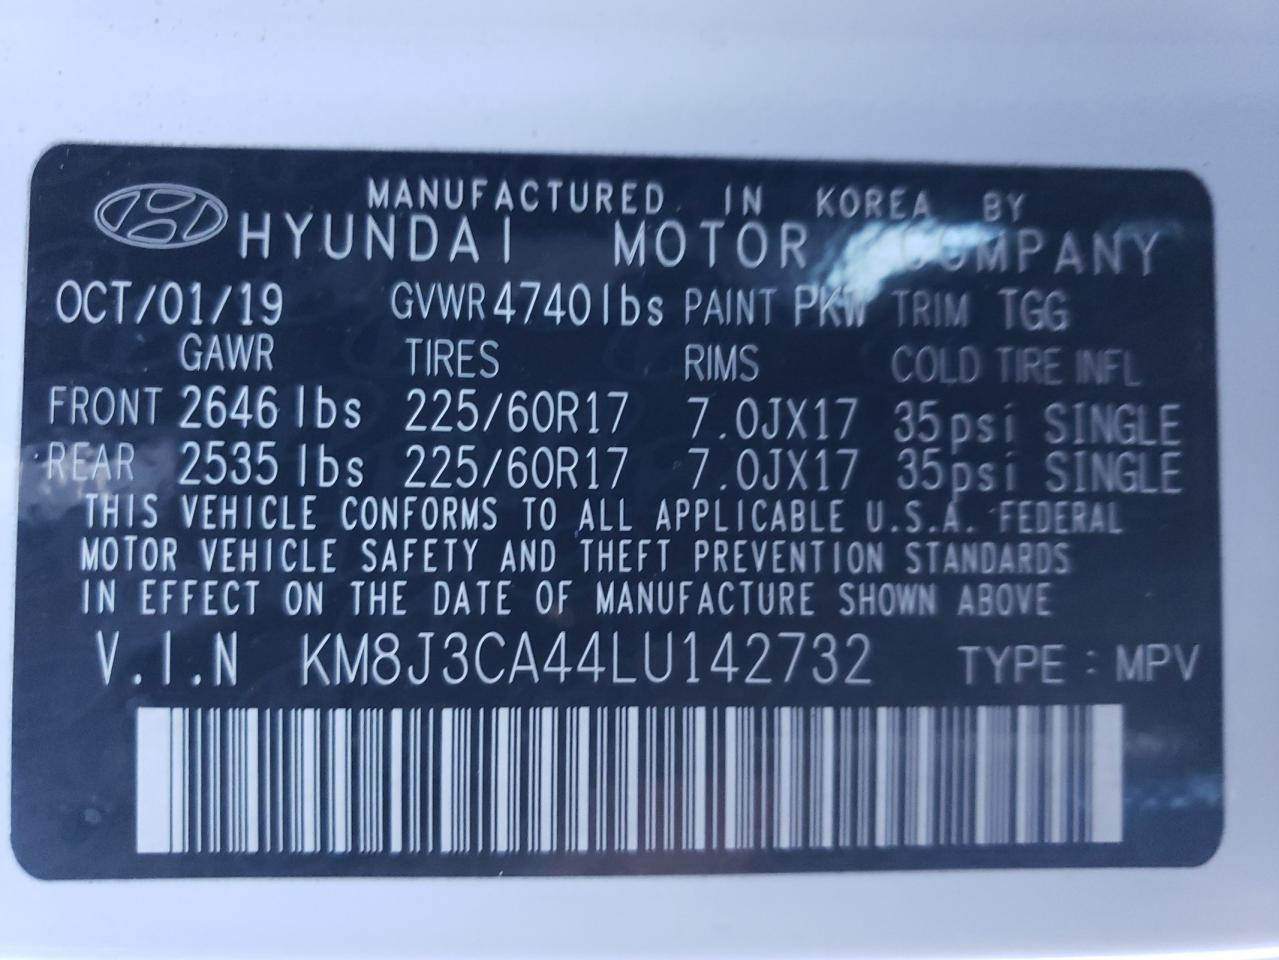 MANUFACTURED IN KOREA BY
HYUNDAI MOTOR COMPANY
OCT/01/19 GVWR 4740lbs PAINT PKW TRIM TGG
GAWR TIRES RIMS COLD TIRE INFL
FRONT 2646 lbs 225/60R17 7.0JX17 35psi SINGLE
REAR 2535 lbs 225/60R17 7.0JX17 35psi SINGLE
THIS VEHICLE CONFORMS TO ALL APPLICABLE U.S.A. FEDERAL
MOTOR VEHICLE SAFETY AND THEFT PREVENTION STANDARDS
IN EFFECT ON THE DATE OF MANUFACTURE SHOWN ABOVE
V.I.N KM8J3CA44LU142732 TYPE : MPV